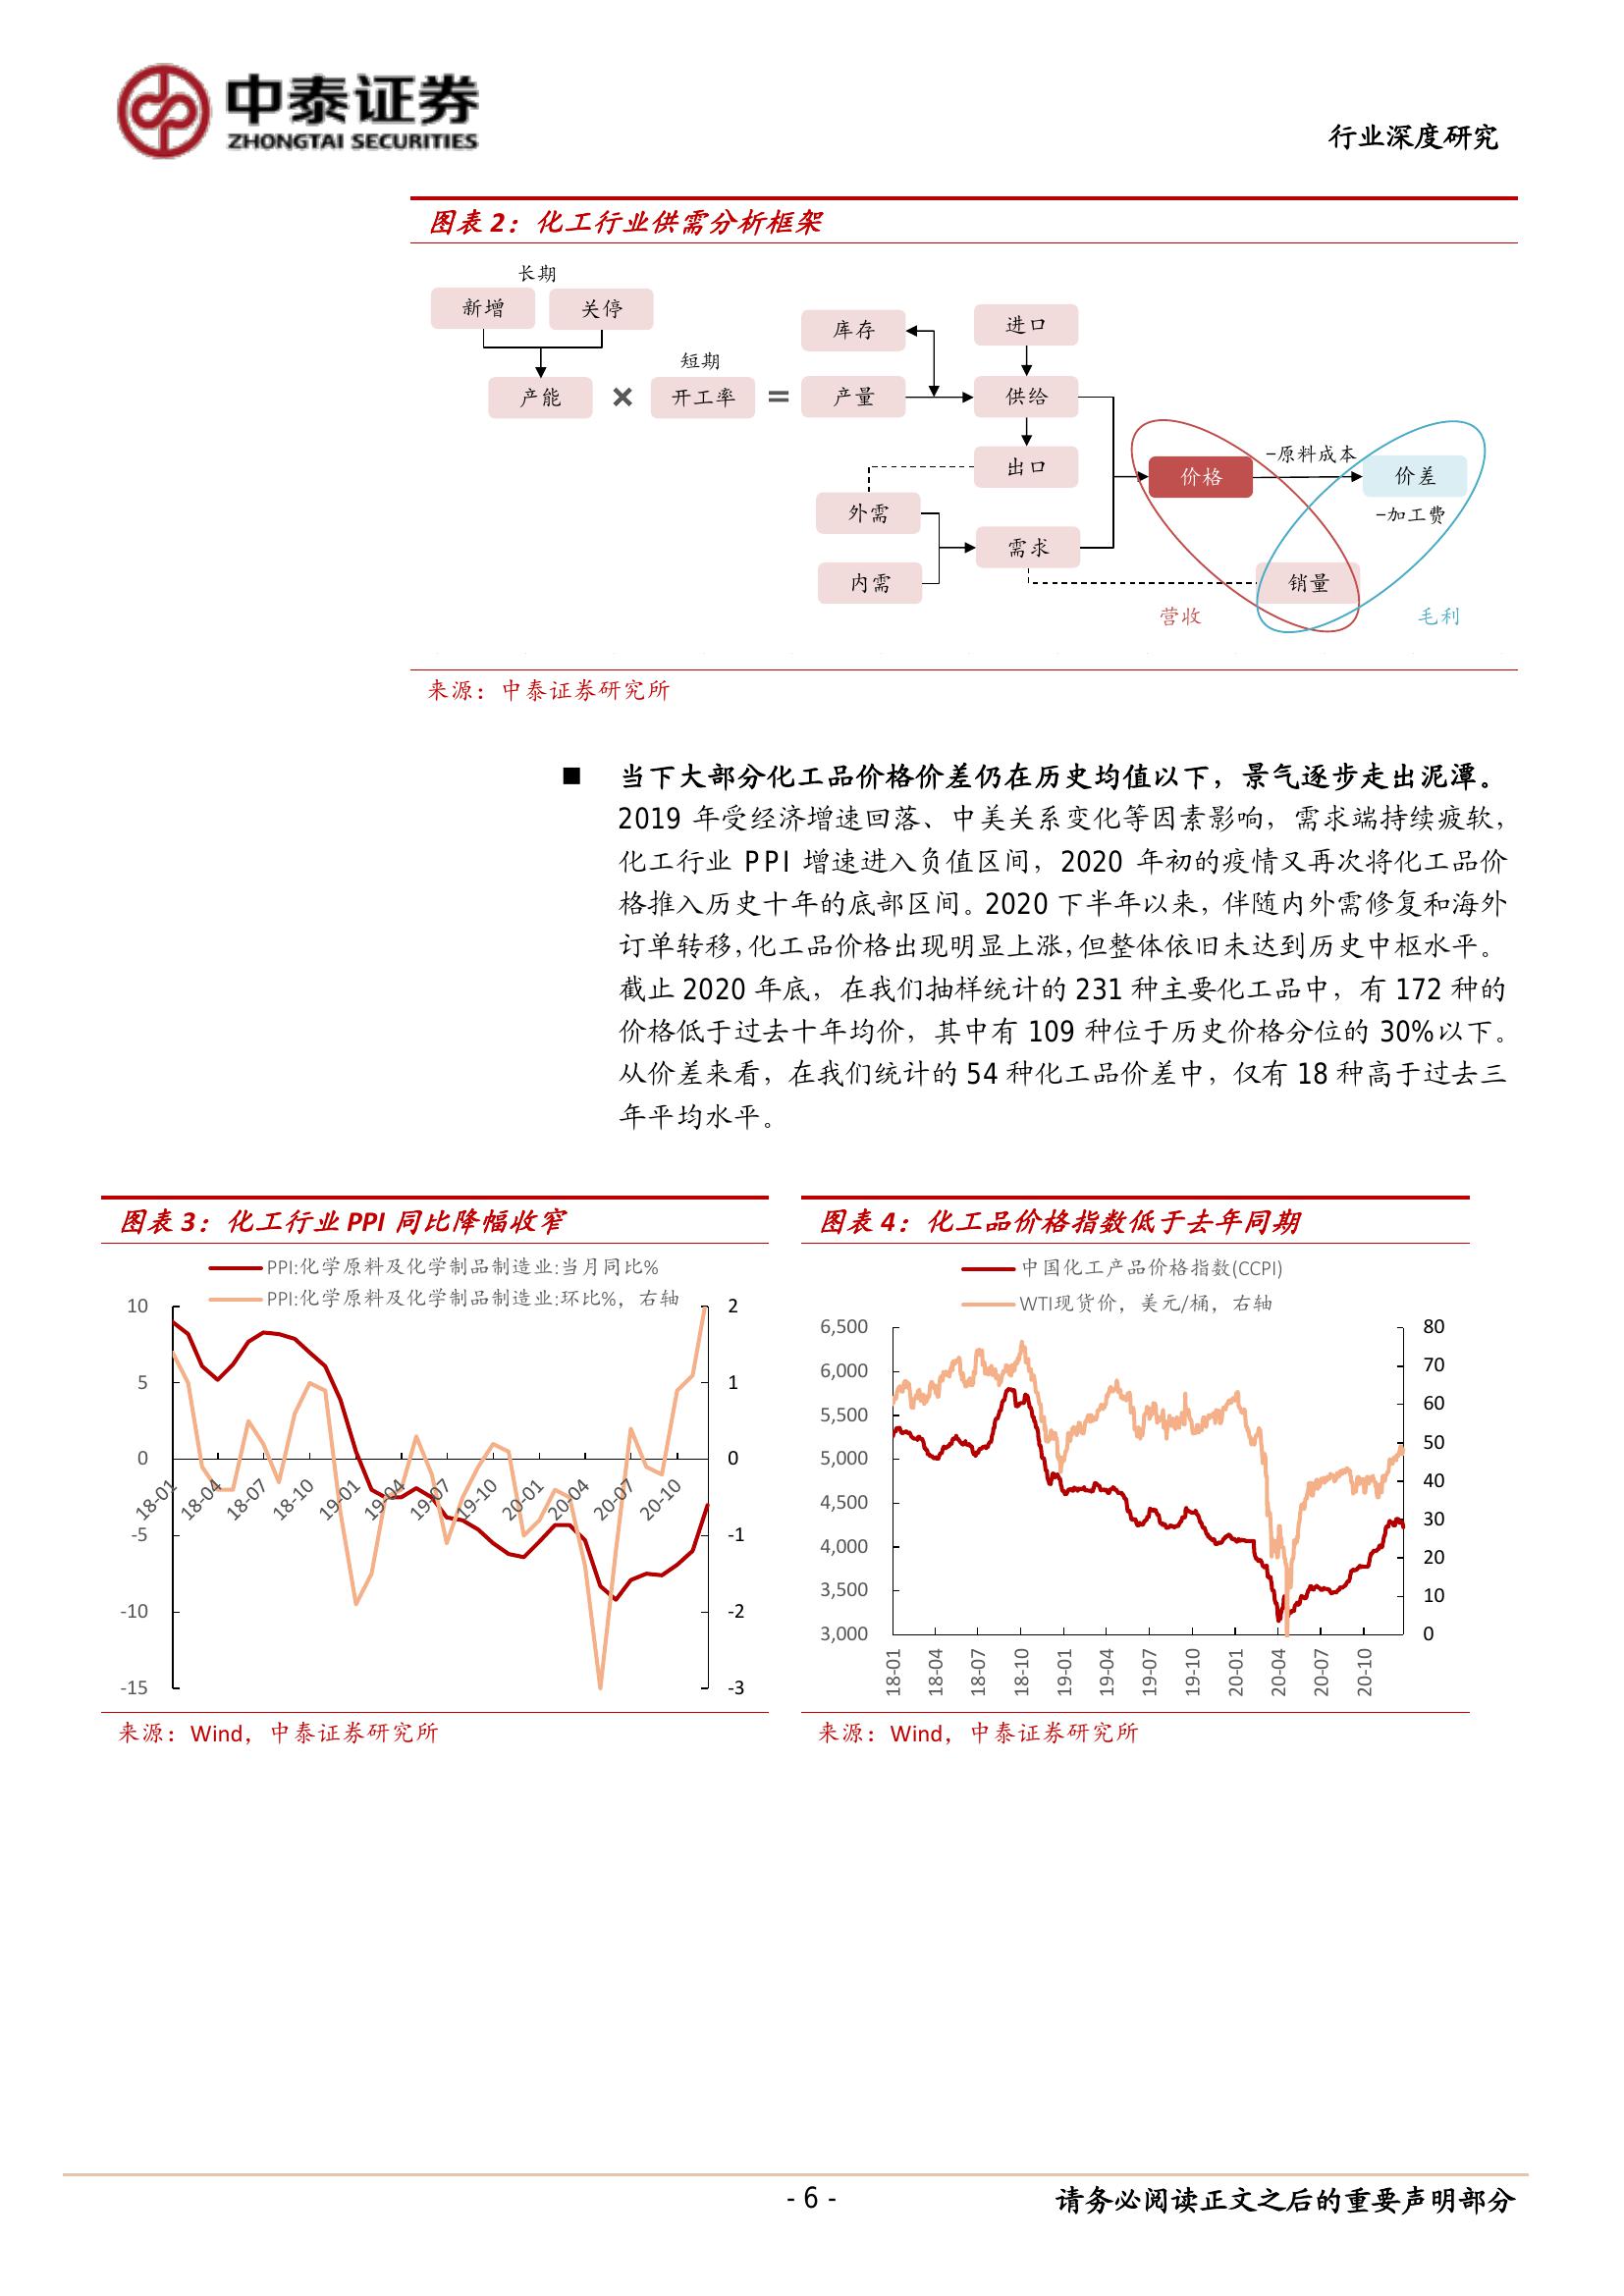 中泰证券
ZHONGTAI SECURITIES
行业深度研究
图表 2：化工行业供需分析框架
长期
新增
关停
短期
产能
×
开工率
=
库存
产量
进口
供给
出口
外需
内需
需求
价格
-原料成本
价差
-加工费
销量
营收
毛利
来源：中泰证券研究所
■ 当下大部分化工品价格价差仍在历史均值以下，景气逐步走出泥潭。
2019 年受经济增速回落、中美关系变化等因素影响，需求端持续疲软，
化工行业 PPI 增速进入负值区间，2020 年初的疫情又再次将化工品价
格推入历史十年的底部区间。2020 下半年以来，伴随内外需修复和海外
订单转移，化工品价格出现明显上涨，但整体依旧未达到历史中枢水平。
截止 2020 年底，在我们抽样统计的 231 种主要化工品中，有 172 种的
价格低于过去十年均价，其中有 109 种位于历史价格分位的 30%以下。
从价差来看，在我们统计的 54 种化工品价差中，仅有 18 种高于过去三
年平均水平。
图表 3：化工行业 PPI 同比降幅收窄
PPI:化学原料及化学制品制造业:当月同比%
PPI:化学原料及化学制品制造业:环比%，右轴
10
5
0
-5
-10
-15
2
1
0
-1
-2
-3
18-01
18-04
18-07
18-10
19-01
19-04
19-07
19-10
20-01
20-04
20-07
20-10
来源：Wind，中泰证券研究所
图表 4：化工品价格指数低于去年同期
中国化工产品价格指数(CCPI)
WTI现货价，美元/桶，右轴
6,500
6,000
5,500
5,000
4,500
4,000
3,500
3,000
80
70
60
50
40
30
20
10
0
18-01
18-04
18-07
18-10
19-01
19-04
19-07
19-10
20-01
20-04
20-07
20-10
来源：Wind，中泰证券研究所
- 6 -
请务必阅读正文之后的重要声明部分